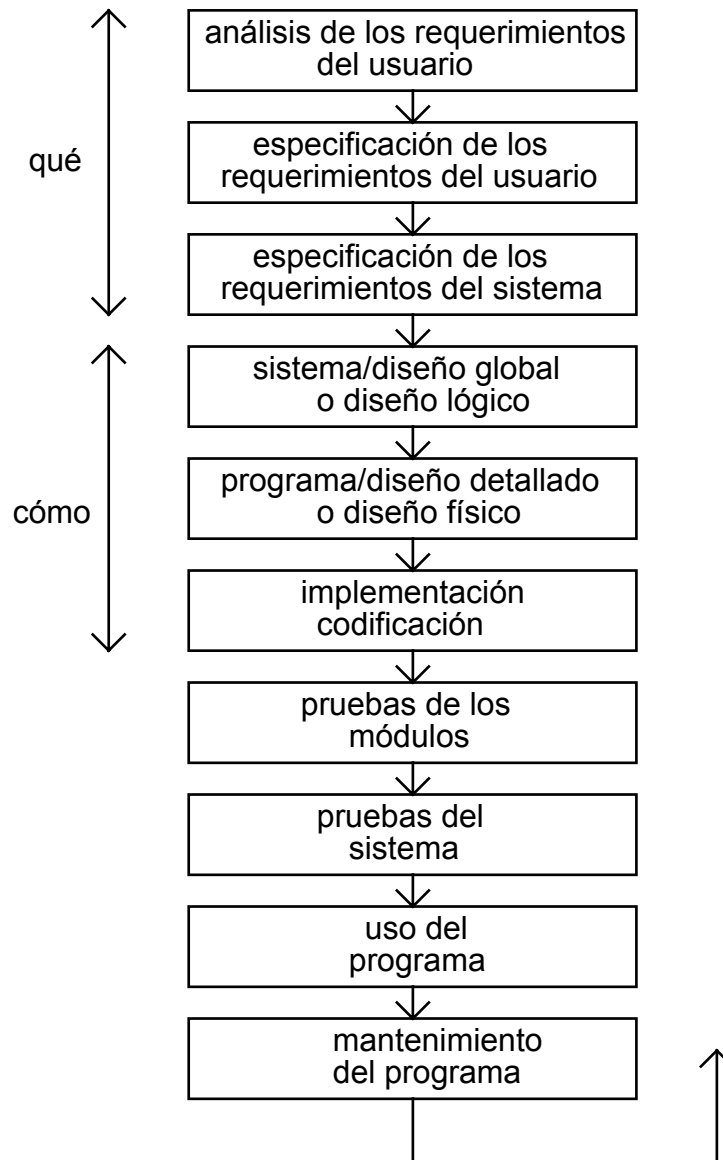 análisis de los requerimientos
del usuario
qué
especificación de los
requerimientos del usuario
especificación de los
requerimientos del sistema
sistema/diseño global
o diseño lógico
cómo
programa/diseño detallado
o diseño físico
implementación
codificación
pruebas de los
módulos
pruebas del
sistema
uso del
programa
mantenimiento
del programa